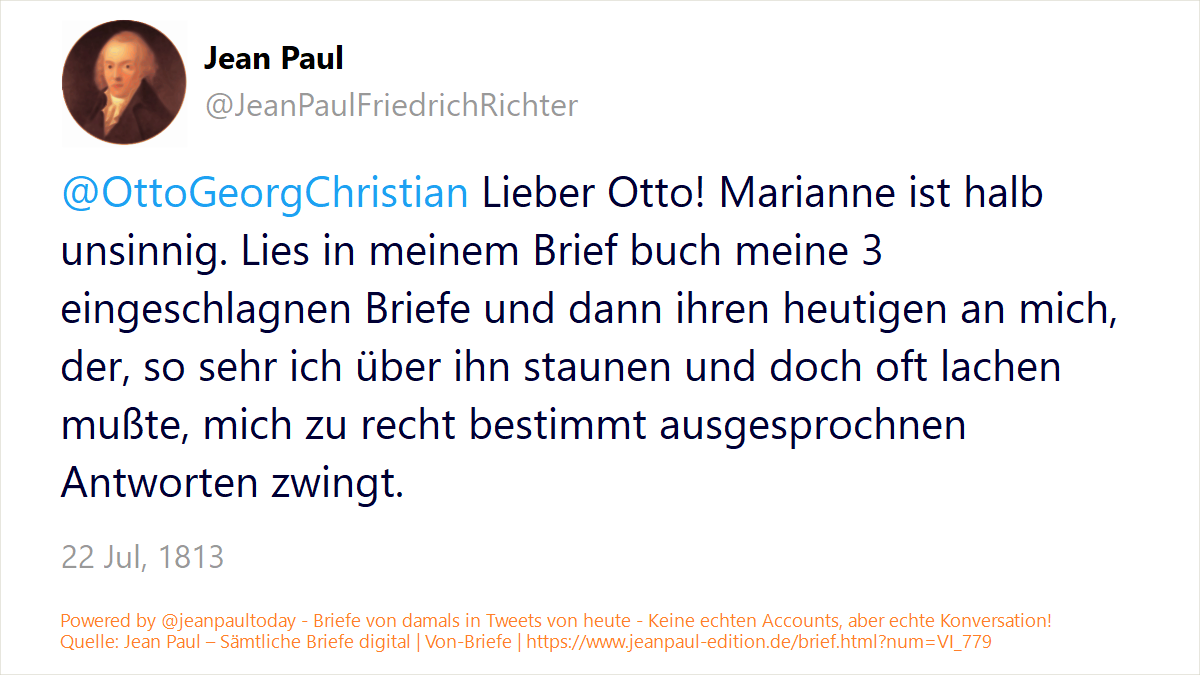 Jean Paul
@JeanPaulFriedrichRichter
@OttoGeorgChristian Lieber Otto! Marianne ist halb
unsinnig. Lies in meinem Brief buch meine 3
eingeschlagnen Briefe und dann ihren heutigen an mich,
der, so sehr ich über ihn staunen und doch oft lachen
mußte, mich zu recht bestimmt ausgesprochnen
Antworten zwingt.
22 Jul, 1813
Powered by @jeanpaultoday - Briefe von damals in Tweets von heute - Keine echten Accounts, aber echte Konversation!
Quelle: Jean Paul – Sämtliche Briefe digital | Von-Briefe | https://www.jeanpaul-edition.de/brief.html?num=VI_779